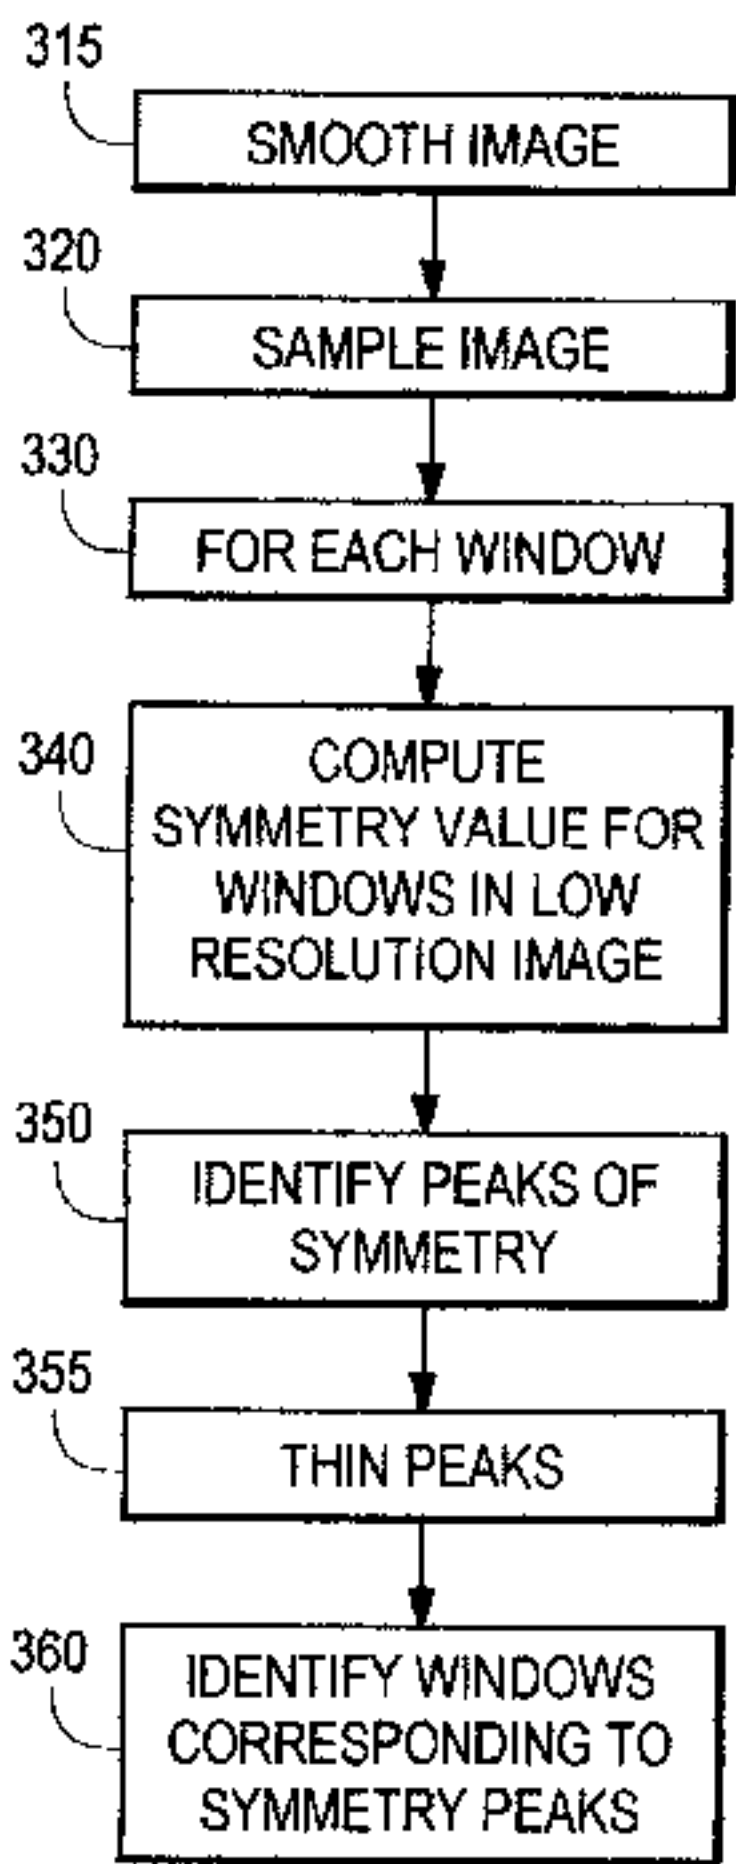 315
SMOOTH IMAGE
320
SAMPLE IMAGE
330
FOR EACH WINDOW
340
COMPUTE
SYMMETRY VALUE FOR
WINDOWS IN LOW
RESOLUTION IMAGE
350
IDENTIFY PEAKS OF
SYMMETRY
355
THIN PEAKS
360
IDENTIFY WINDOWS
CORRESPONDING TO
SYMMETRY PEAKS